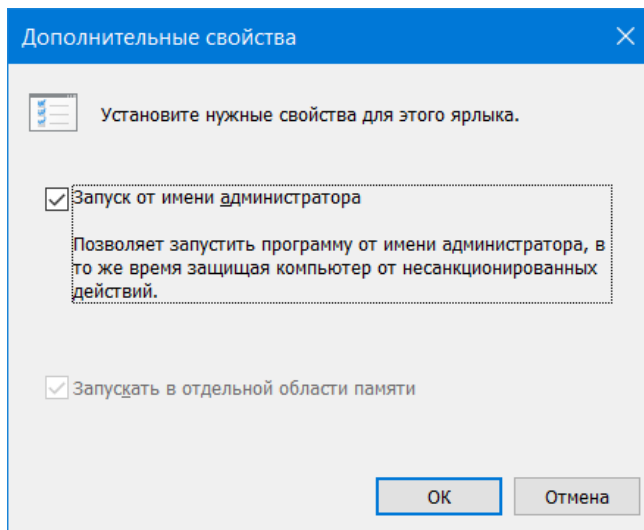 Дополнительные свойства
Установите нужные свойства для этого ярлыка.
Запуск от имени администратора
Позволяет запустить программу от имени администратора, в
то же время защищая компьютер от несанкционированных
действий.
Запускать в отдельной области памяти
ОК
Отмена